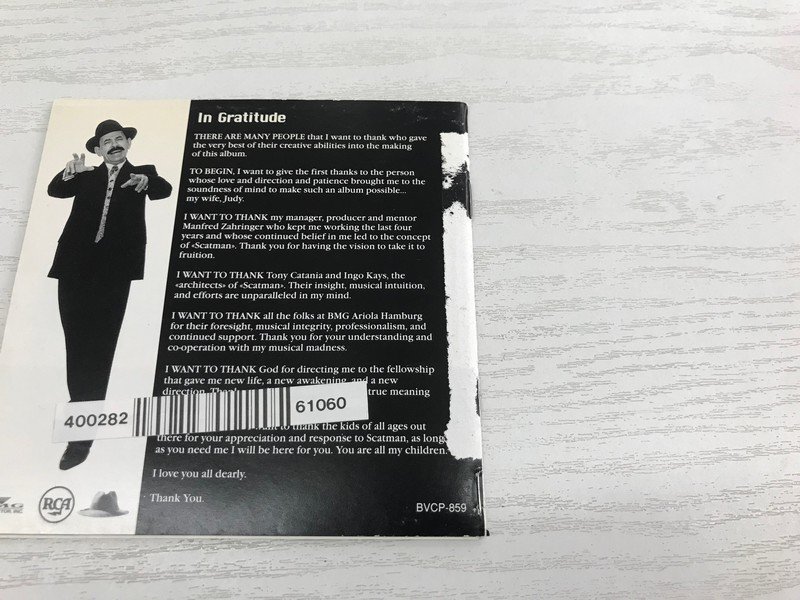 In Gratitude
THERE ARE MANY PEOPLE that I want to thank who gave
the very best of their creative abilities into the making
of this album.
TO BEGIN, I want to give the first thanks to the person
whose love and direction and patience brought me to the
soundness of mind to make such an album possible...
my wife, Judy.
I WANT TO THANK my manager, producer and mentor
Manfred Zahringer who kept me working the last four
years and whose continued belief in me led to the concept
of «Scatman». Thank you for having the vision to take it to
fruition.
I WANT TO THANK Tony Catania and Ingo Kays, the
«architects» of «Scatman». Their insight, musical intuition,
and efforts are unparalleled in my mind.
I WANT TO THANK all the folks at BMG Ariola Hamburg
for their foresight, musical integrity, professionalism, and
continued support. Thank you for your understanding and
co-operation with my musical madness.
I WANT TO THANK God for directing me to the fellowship
that gave me new life, a new awakening, and a new
direction. true meaning
400282 61060
thank the kids of all ages out
there for your appreciation and response to Scatman, as long
as you need me I will be here for you. You are all my children.
I love you all dearly.
Thank You.
RCA
BVCP-859